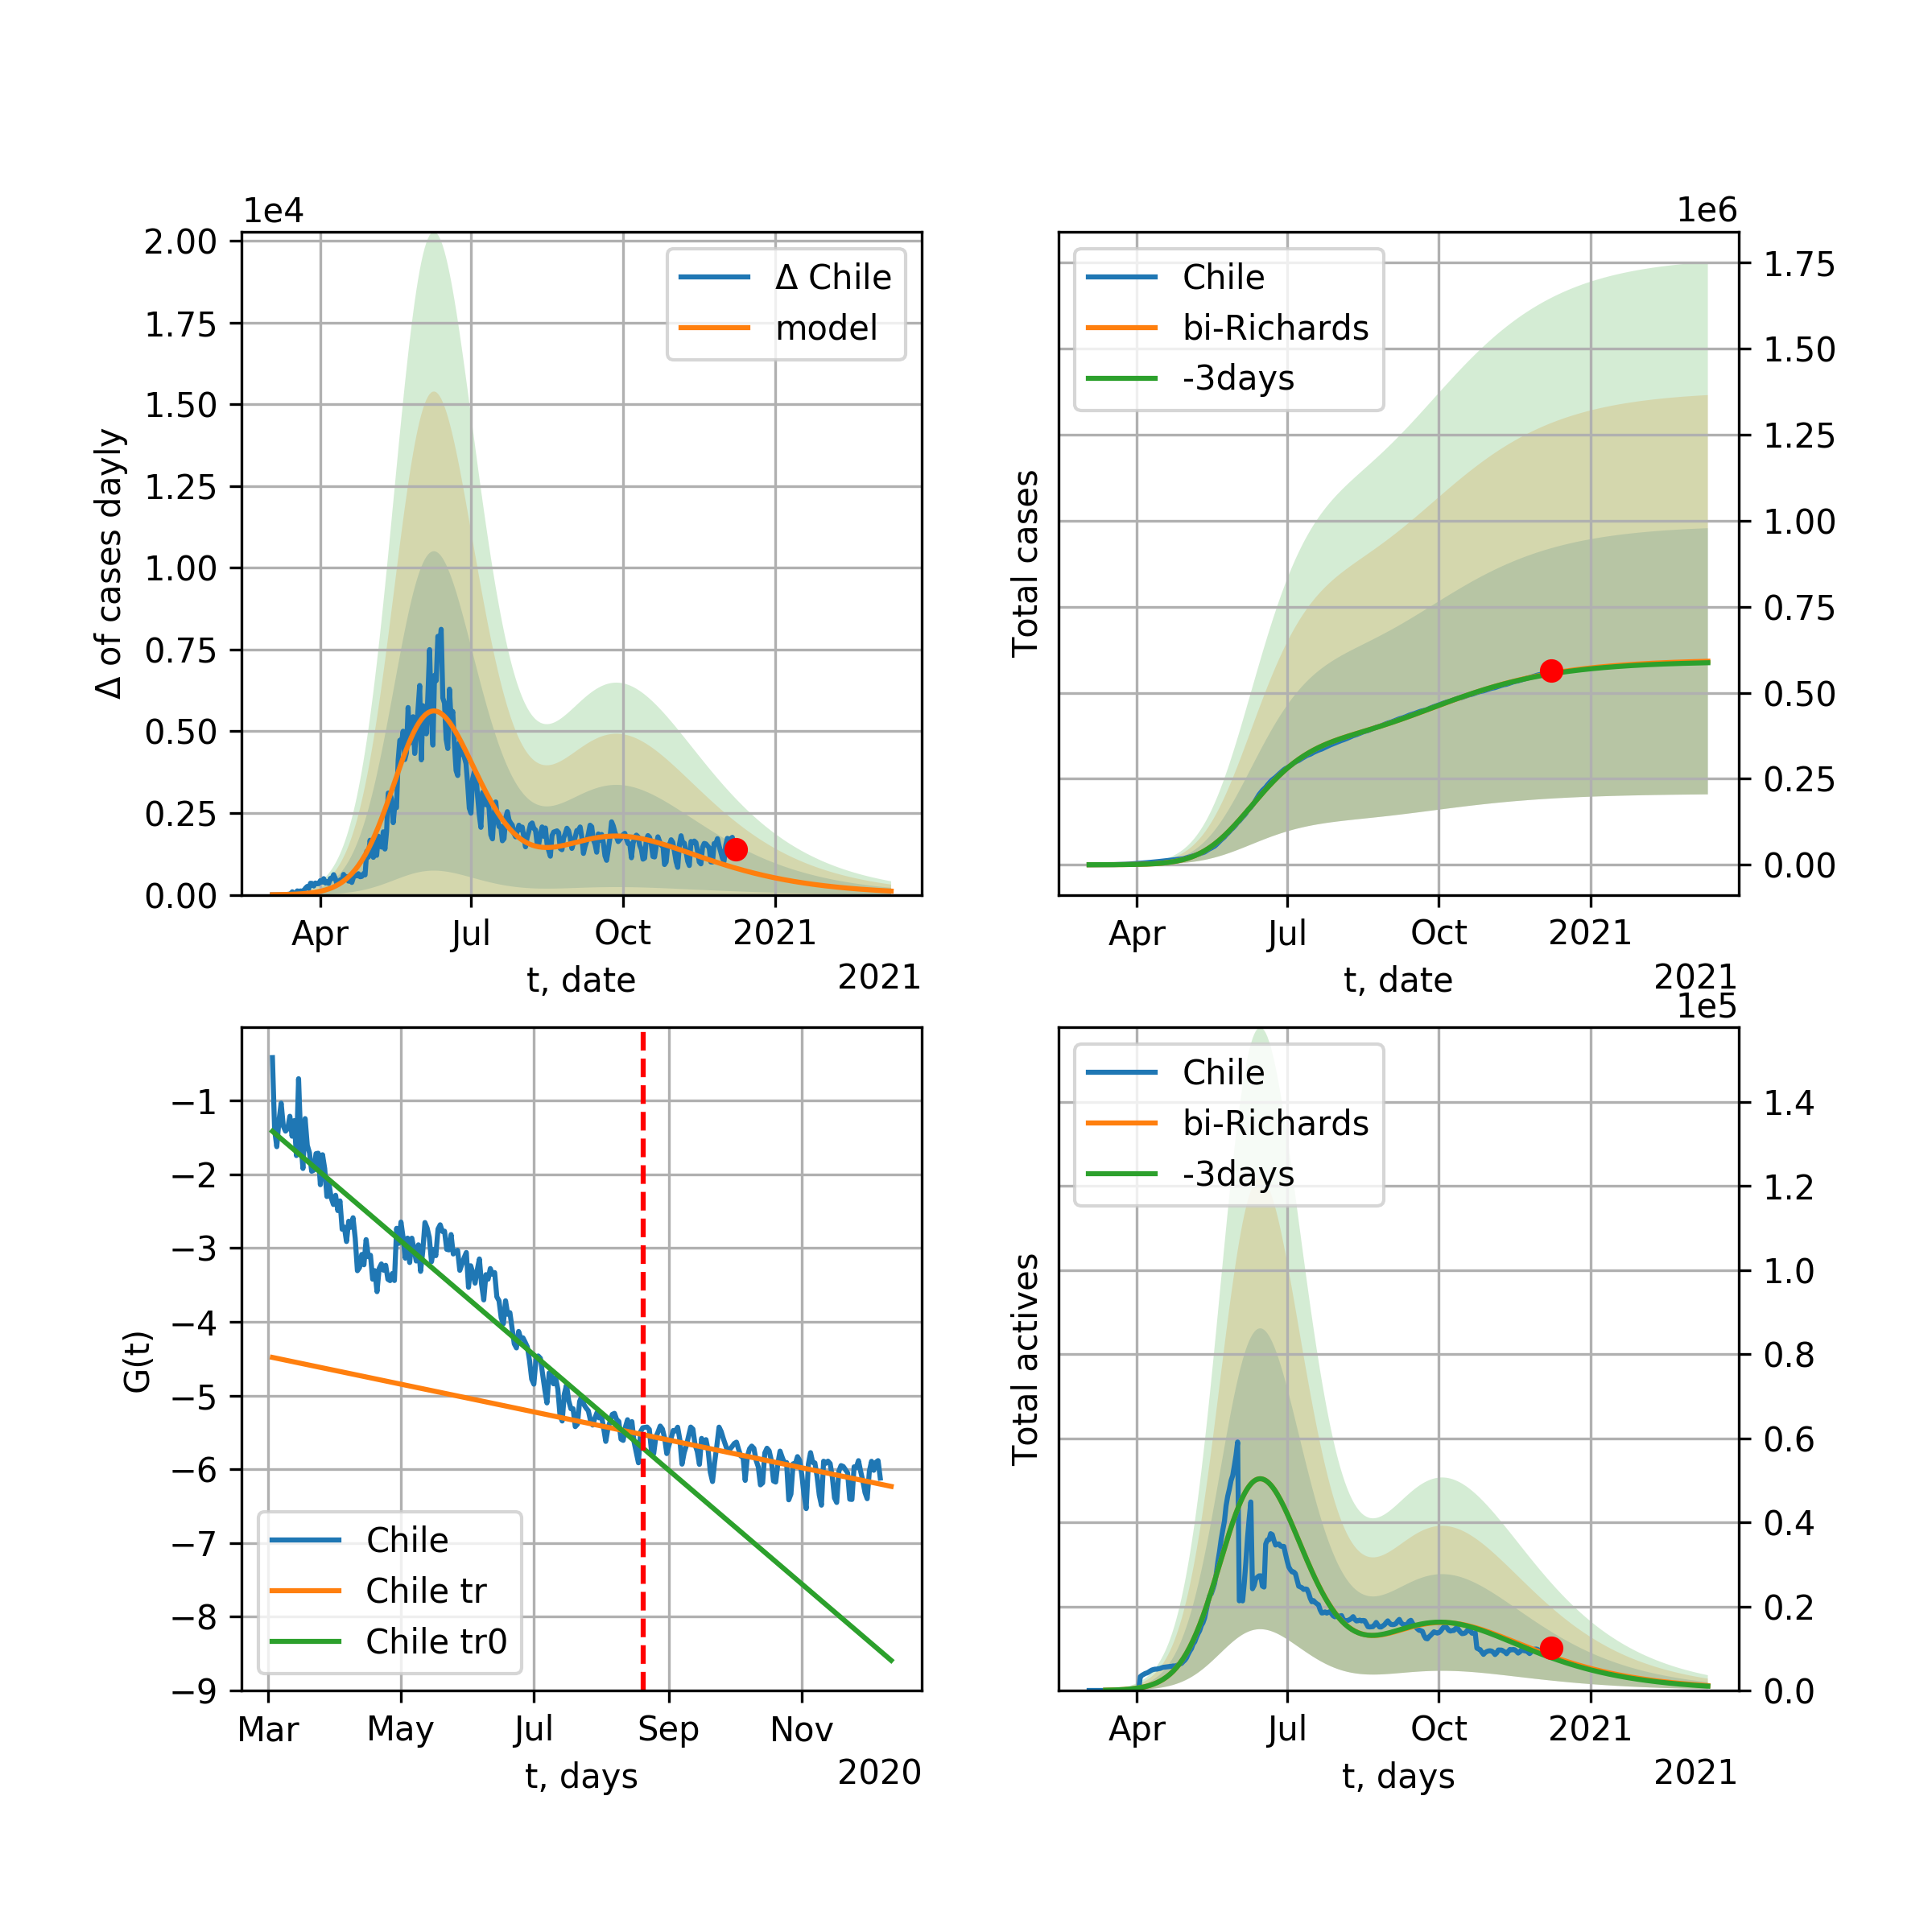 1e4
2.00
1.75
1.50
1.25
1.00
0.75
0.50
0.25
0.00
Δ of cases dayly
Δ Chile
model
Apr Jul Oct 2021
t, date
2021
1e6
Chile
bi-Richards
-3days
Total cases
1.75
1.50
1.25
1.00
0.75
0.50
0.25
0.00
Apr Jul Oct 2021
t, date
2021
−1
−2
−3
−4
−5
−6
−7
−8
−9
G(t)
Chile
Chile tr
Chile tr0
Mar May Jul Sep Nov
t, days
2020
1e5
Chile
bi-Richards
-3days
Total actives
1.4
1.2
1.0
0.8
0.6
0.4
0.2
0.0
Apr Jul Oct 2021
t, days
2021